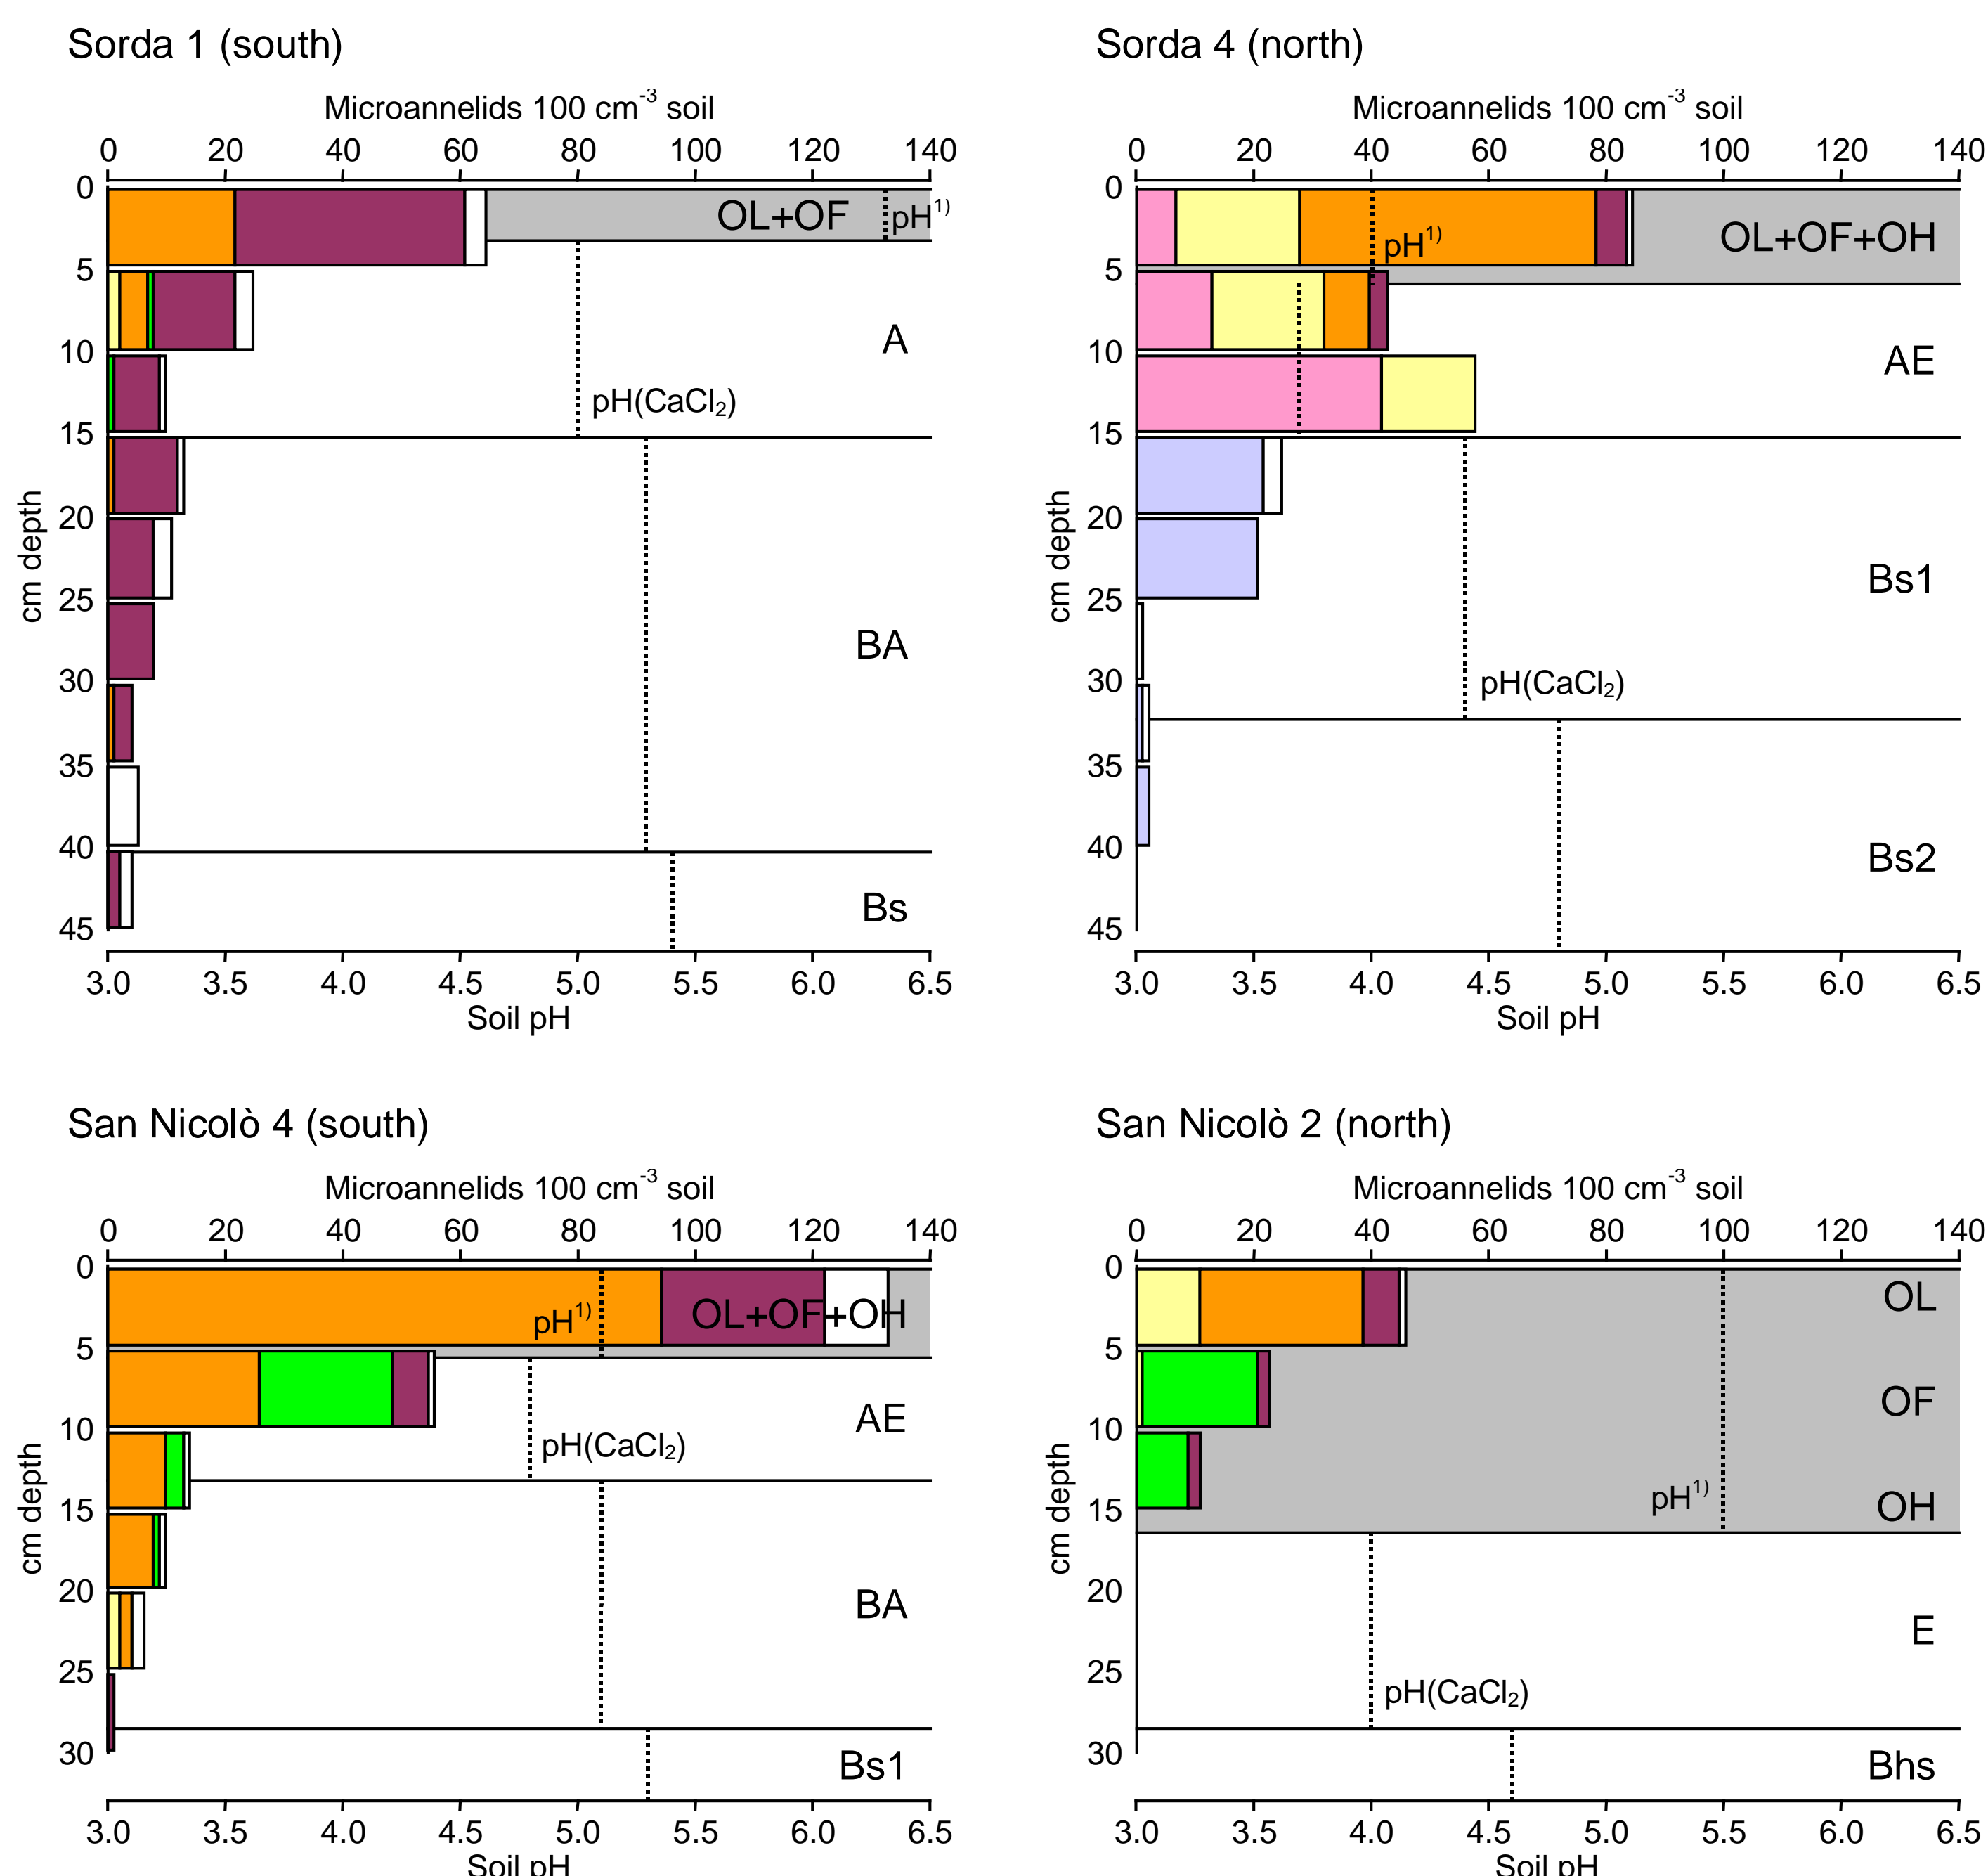 Sorda 1 (south)
Microannelids 100 cm-3 soil
0 20 40 60 80 100 120 140
0
5
10
15
20
25
30
35
40
45
cm depth
OL+OF
pH1)
A
pH(CaCl2)
BA
Bs
3.0 3.5 4.0 4.5 5.0 5.5 6.0 6.5
Soil pH
Sorda 4 (north)
Microannelids 100 cm-3 soil
0 20 40 60 80 100 120 140
0
5
10
15
20
25
30
35
40
45
cm depth
OL+OF+OH
pH1)
AE
Bs1
pH(CaCl2)
Bs2
3.0 3.5 4.0 4.5 5.0 5.5 6.0 6.5
Soil pH
San Nicolò 4 (south)
Microannelids 100 cm-3 soil
0 20 40 60 80 100 120 140
0
5
10
15
20
25
30
cm depth
pH1)
OL+OF+OH
AE
pH(CaCl2)
BA
Bs1
3.0 3.5 4.0 4.5 5.0 5.5 6.0 6.5
Soil pH
San Nicolò 2 (north)
Microannelids 100 cm-3 soil
0 20 40 60 80 100 120 140
0
5
10
15
20
25
30
cm depth
OL
OF
pH1)
OH
E
pH(CaCl2)
Bhs
3.0 3.5 4.0 4.5 5.0 5.5 6.0 6.5
Soil pH